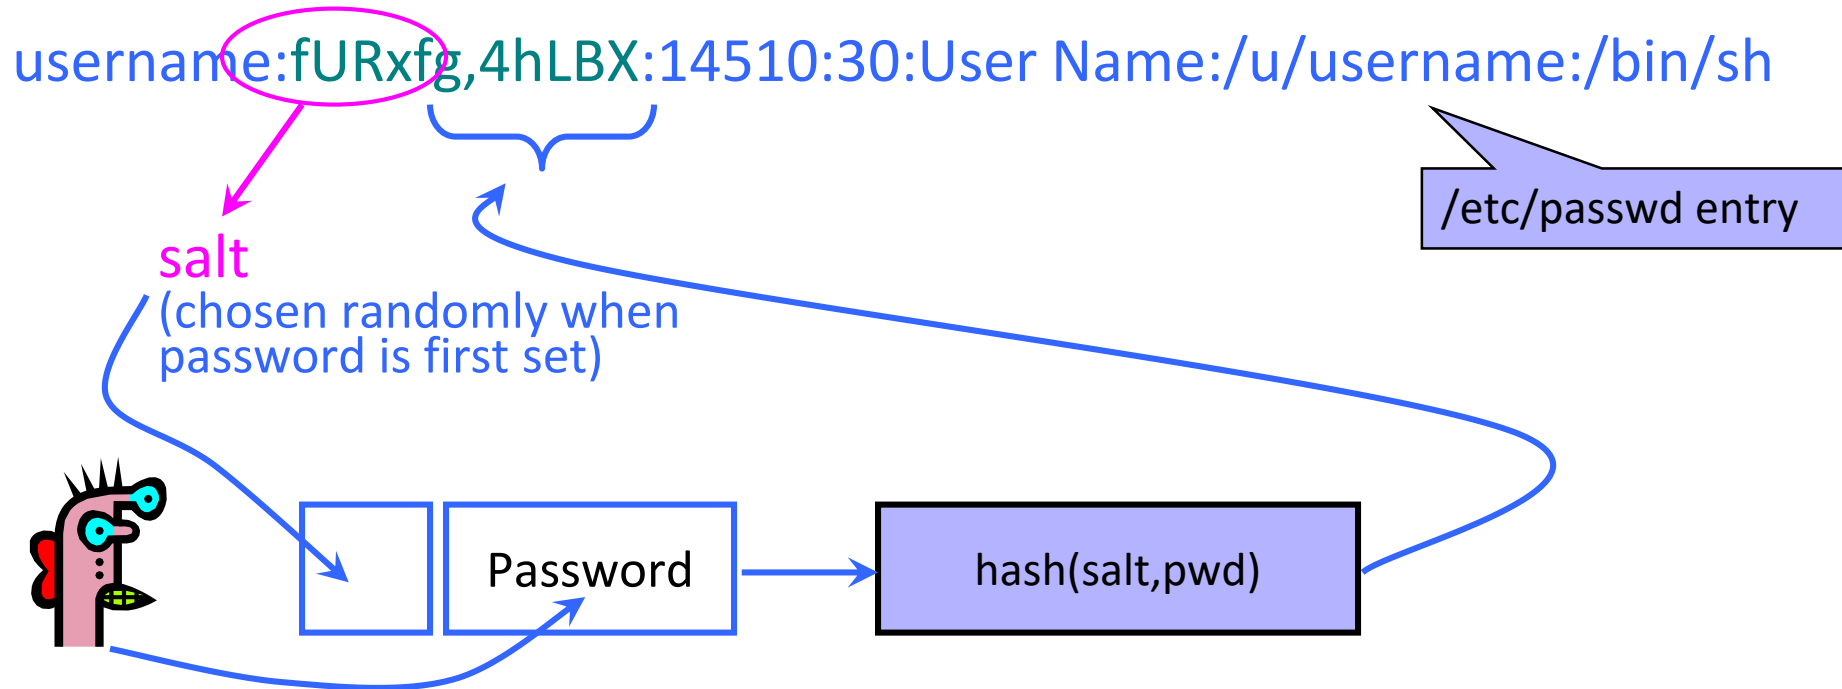 username:fURxfg,4hLBX:14510:30:User Name:/u/username:/bin/sh
/etc/passwd entry
salt
(chosen randomly when
password is first set)
Password
hash(salt,pwd)